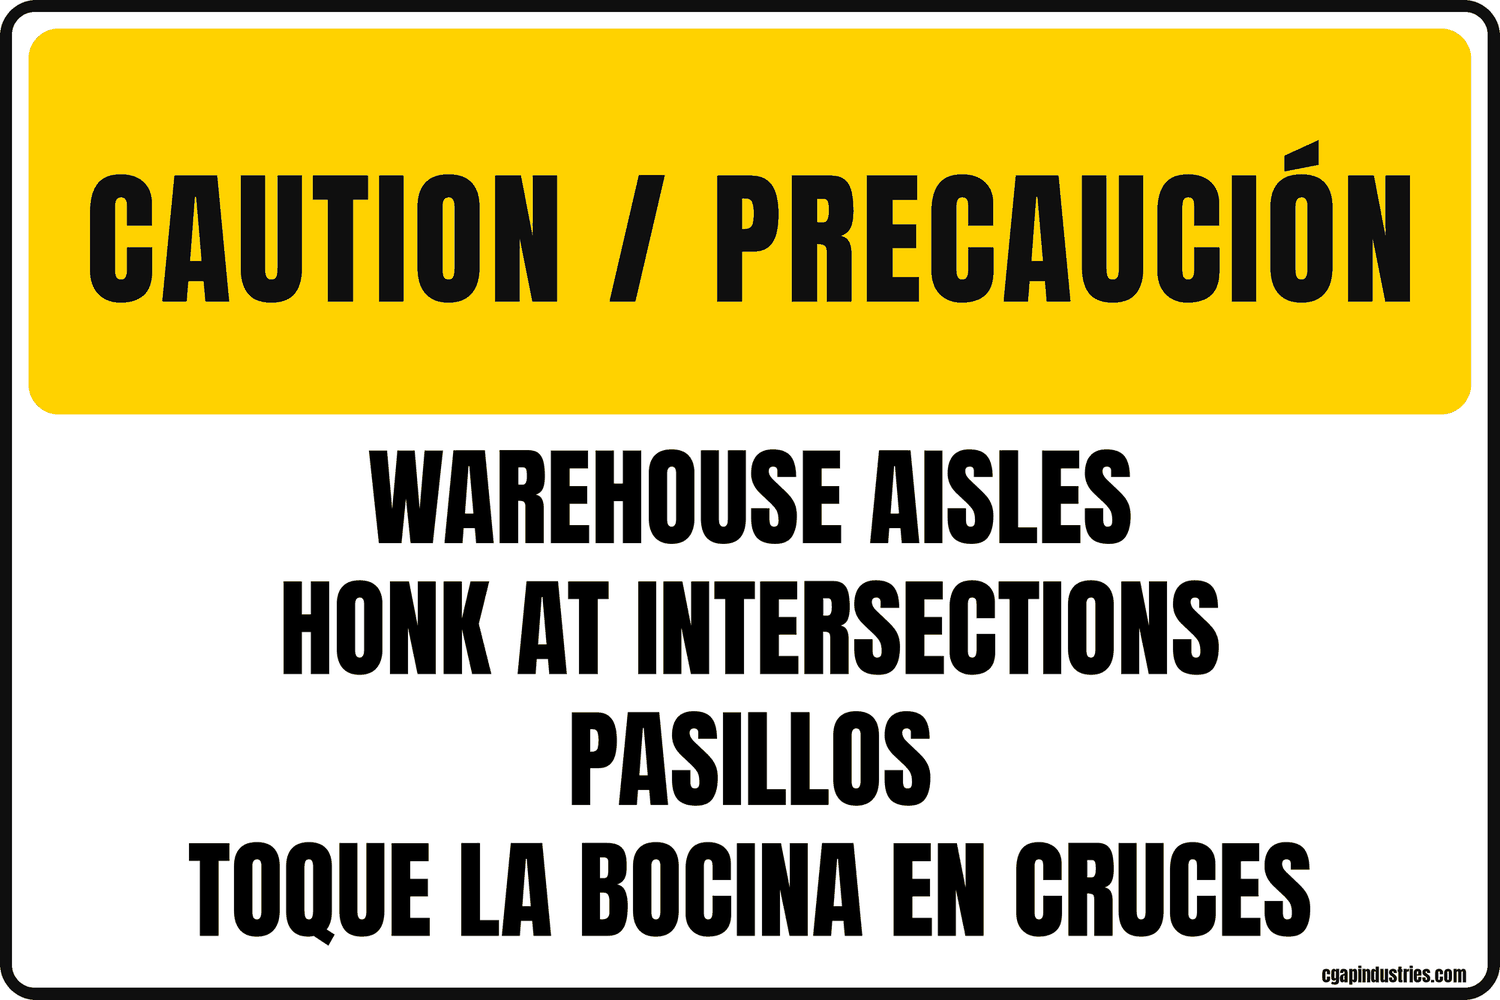 CAUTION / PRECAUCIÓN
WAREHOUSE AISLES
HONK AT INTERSECTIONS
PASILLOS
TOQUE LA BOCINA EN CRUCES
cgapindustries.com